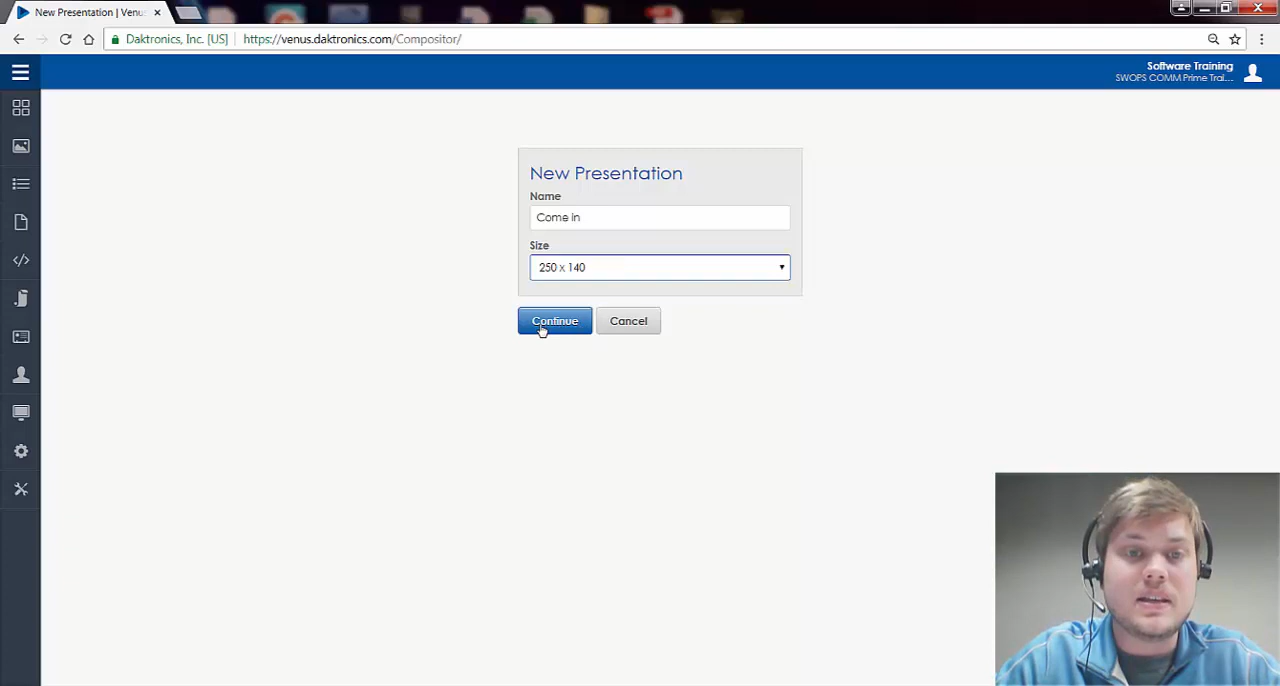 New Presentation | Venus
Daktronics, Inc. [US]
https://venus.daktronics.com/Compositor/
Software Training
SWOPS COMM Prime Trai...
New Presentation
Name
Come in
Size
250 x 140
Continue
Cancel